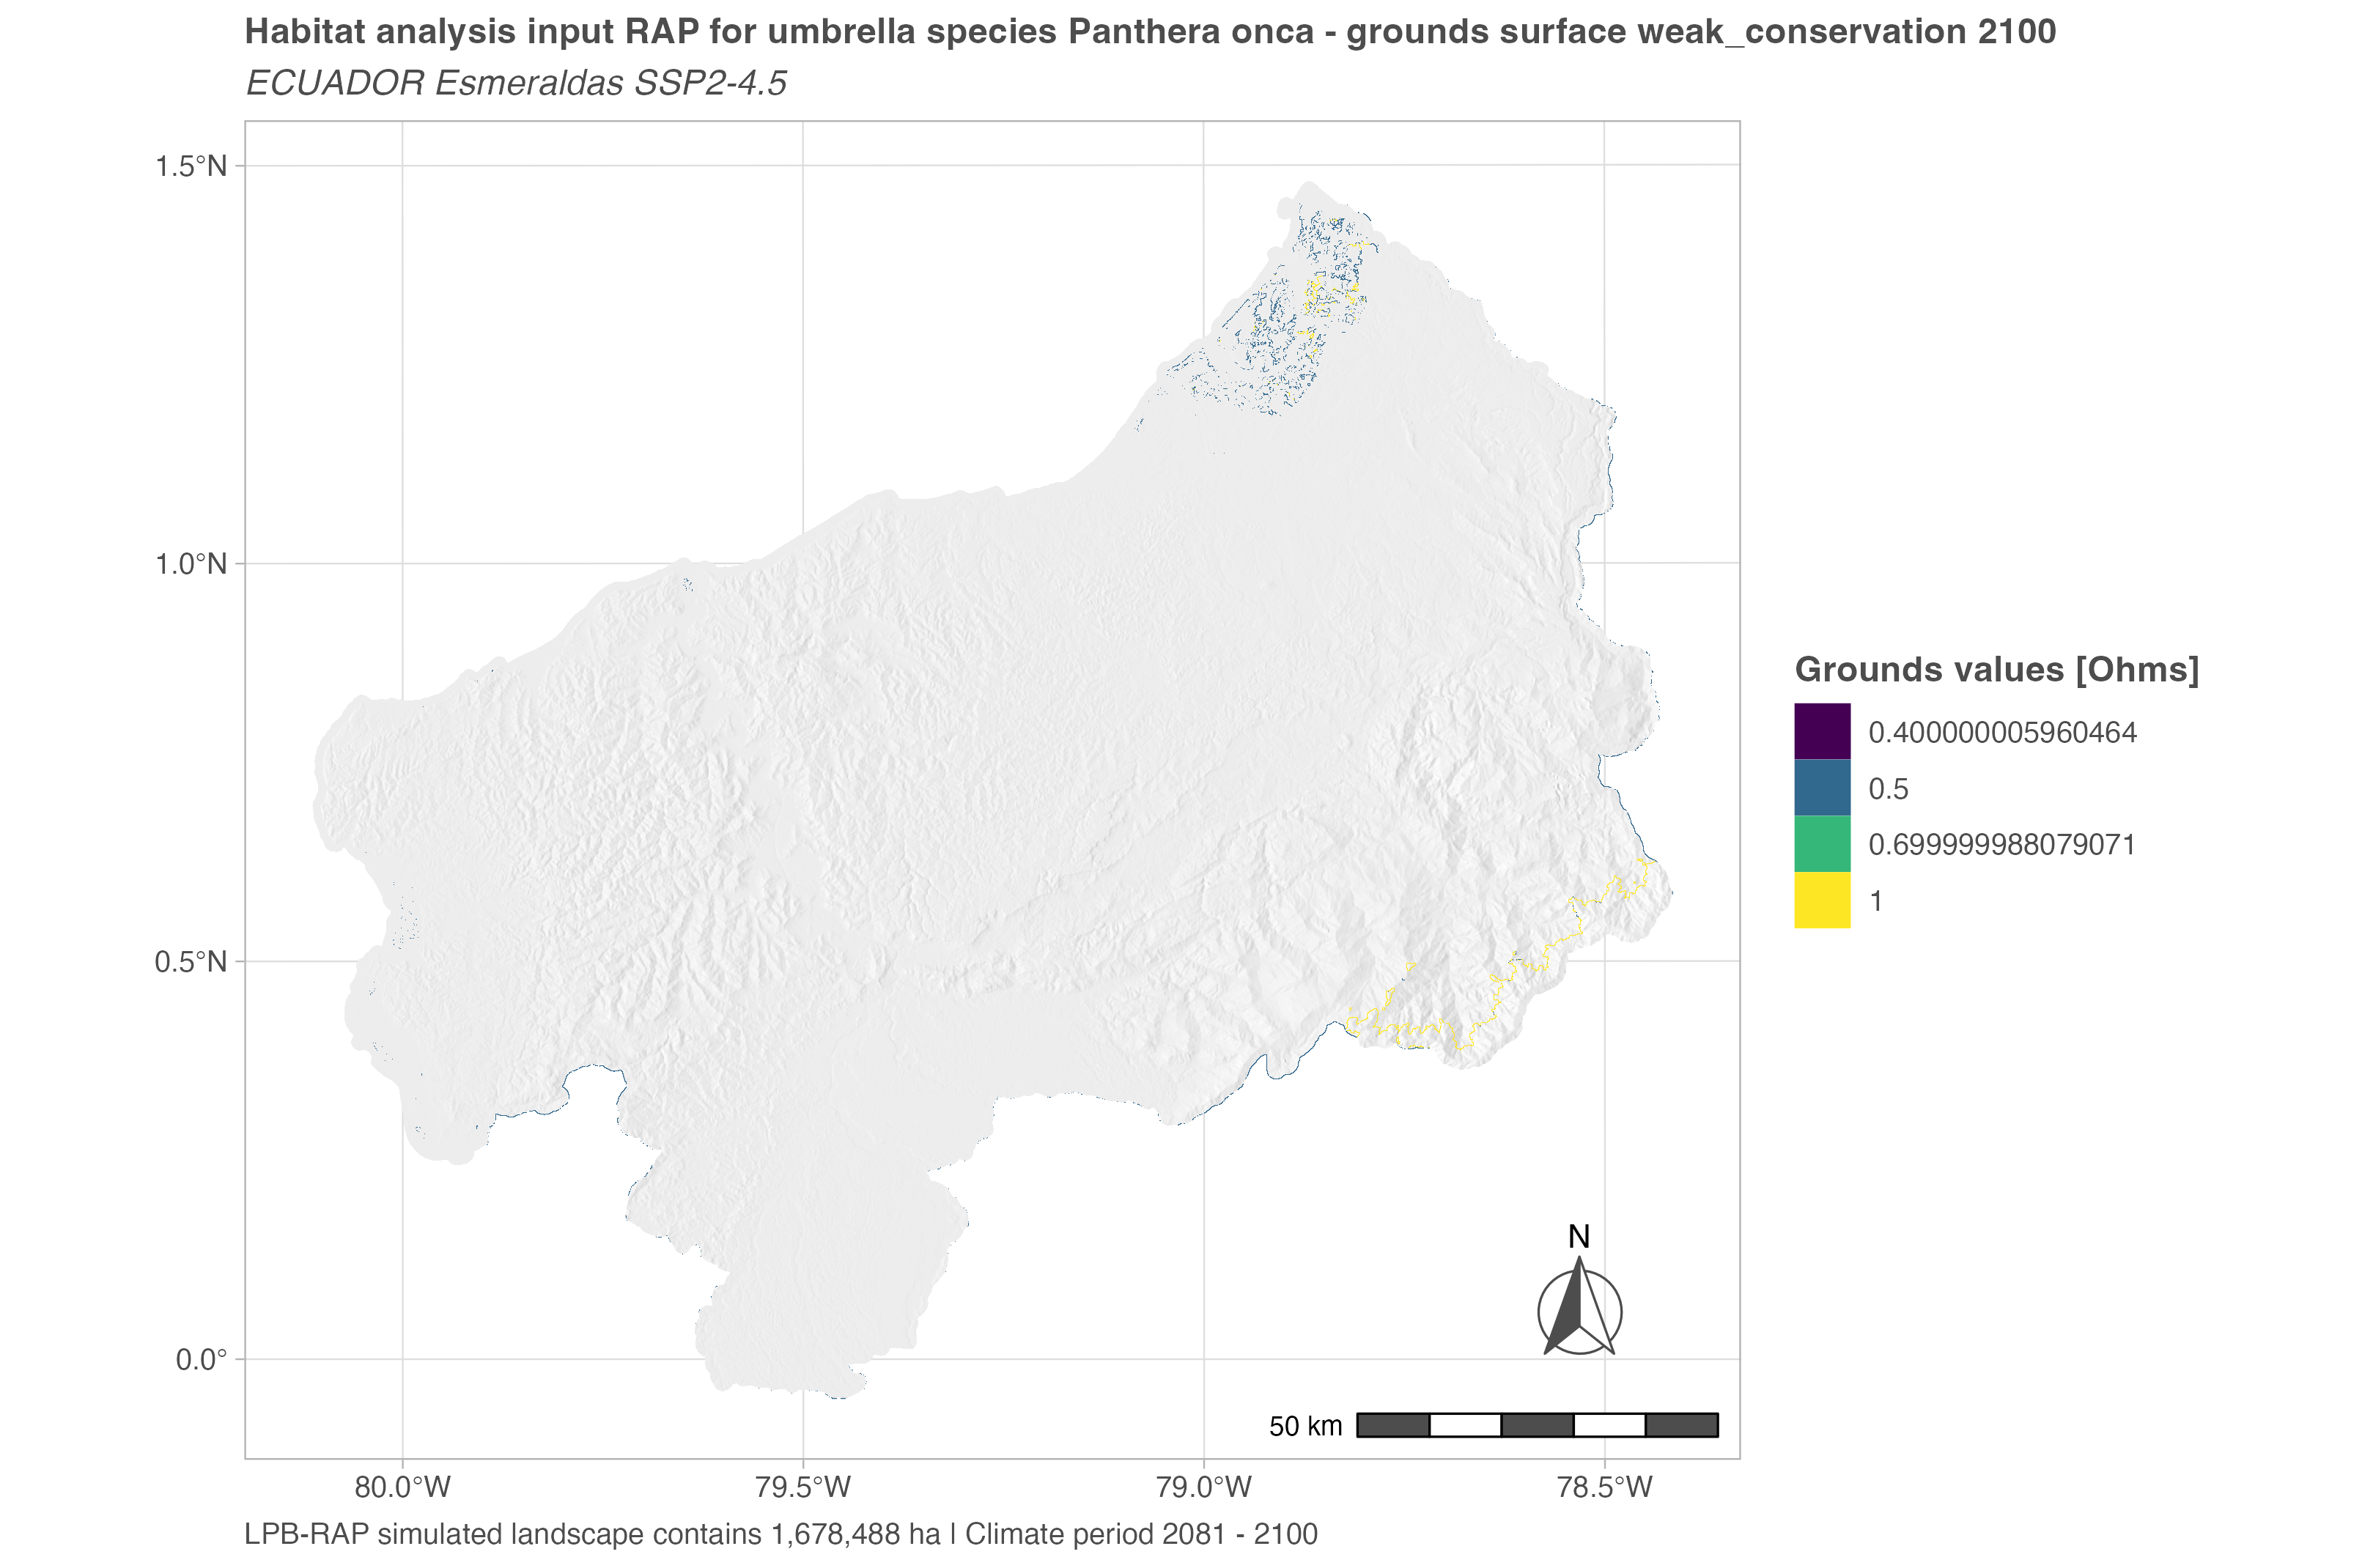 Habitat analysis input RAP for umbrella species Panthera onca - grounds surface weak_conservation 2100
ECUADOR Esmeraldas SSP2-4.5
1.5°N
1.0°N
0.5°N
0.0°
80.0°W
79.5°W
79.0°W
78.5°W
N
50 km
Grounds values [Ohms]
0.400000005960464
0.5
0.699999988079071
1
LPB-RAP simulated landscape contains 1,678,488 ha | Climate period 2081 - 2100